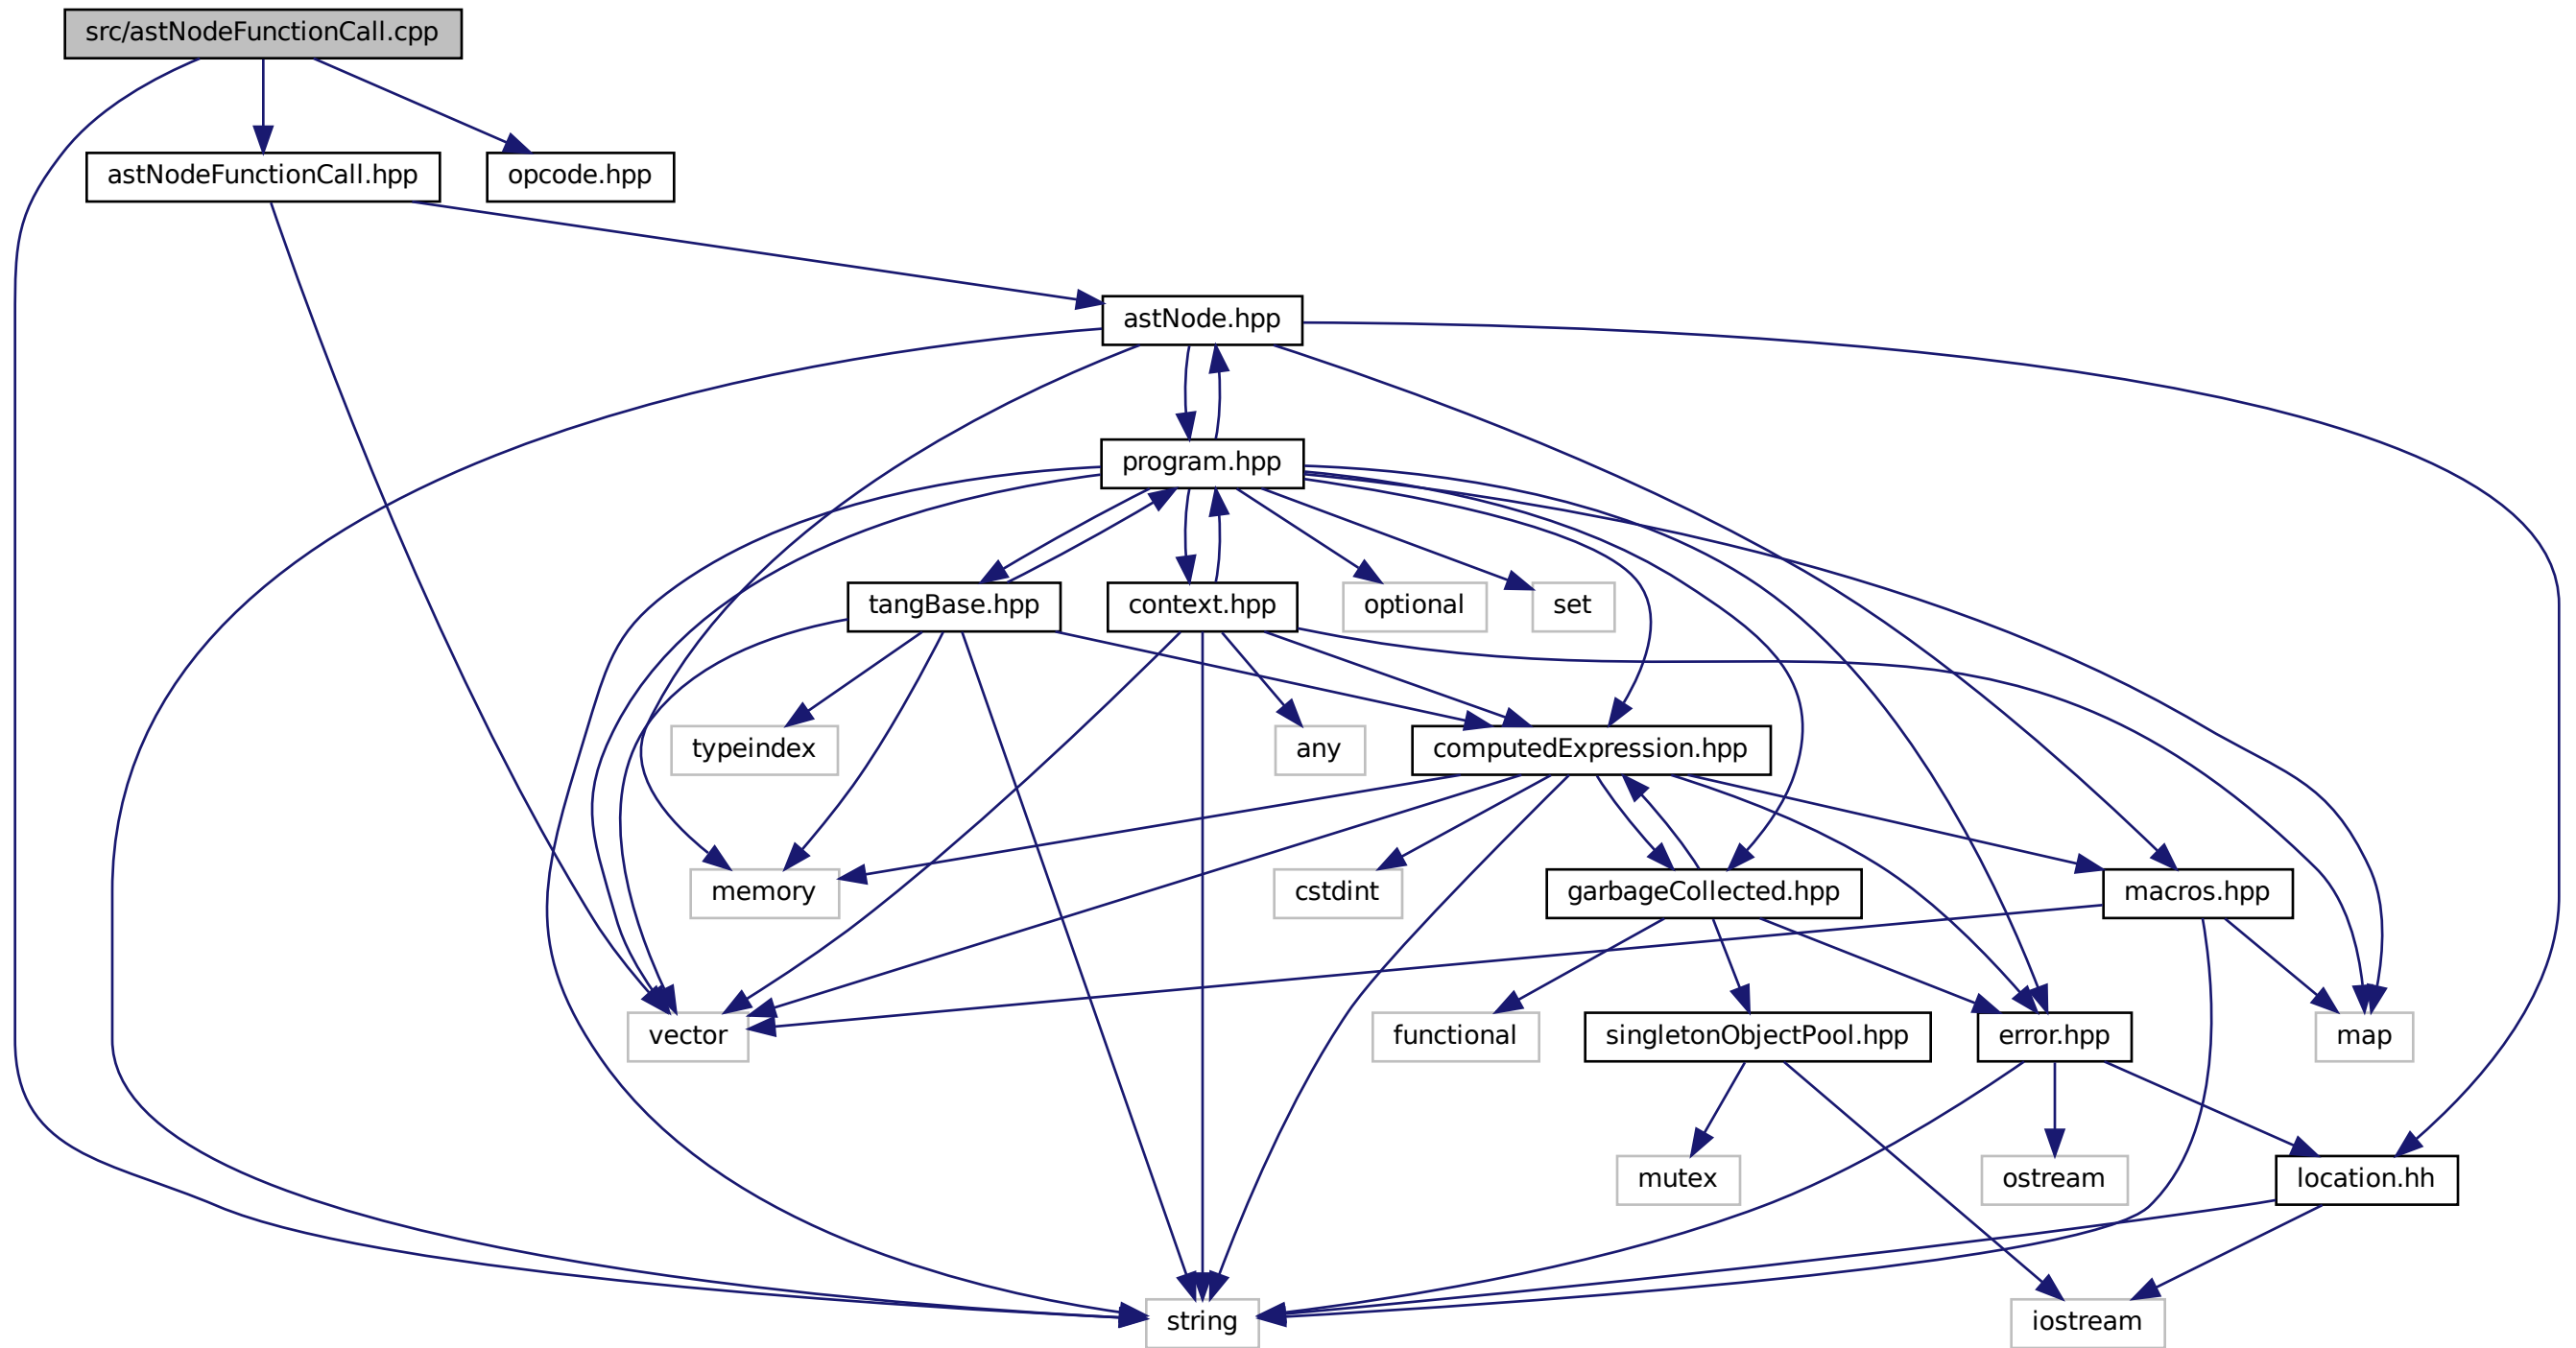 src/astNodeFunctionCall.cpp
astNodeFunctionCall.hpp
opcode.hpp
astNode.hpp
program.hpp
tangBase.hpp
context.hpp
optional
set
typeindex
any
computedExpression.hpp
memory
cstdint
garbageCollected.hpp
macros.hpp
vector
functional
singletonObjectPool.hpp
error.hpp
map
mutex
ostream
location.hh
string
iostream